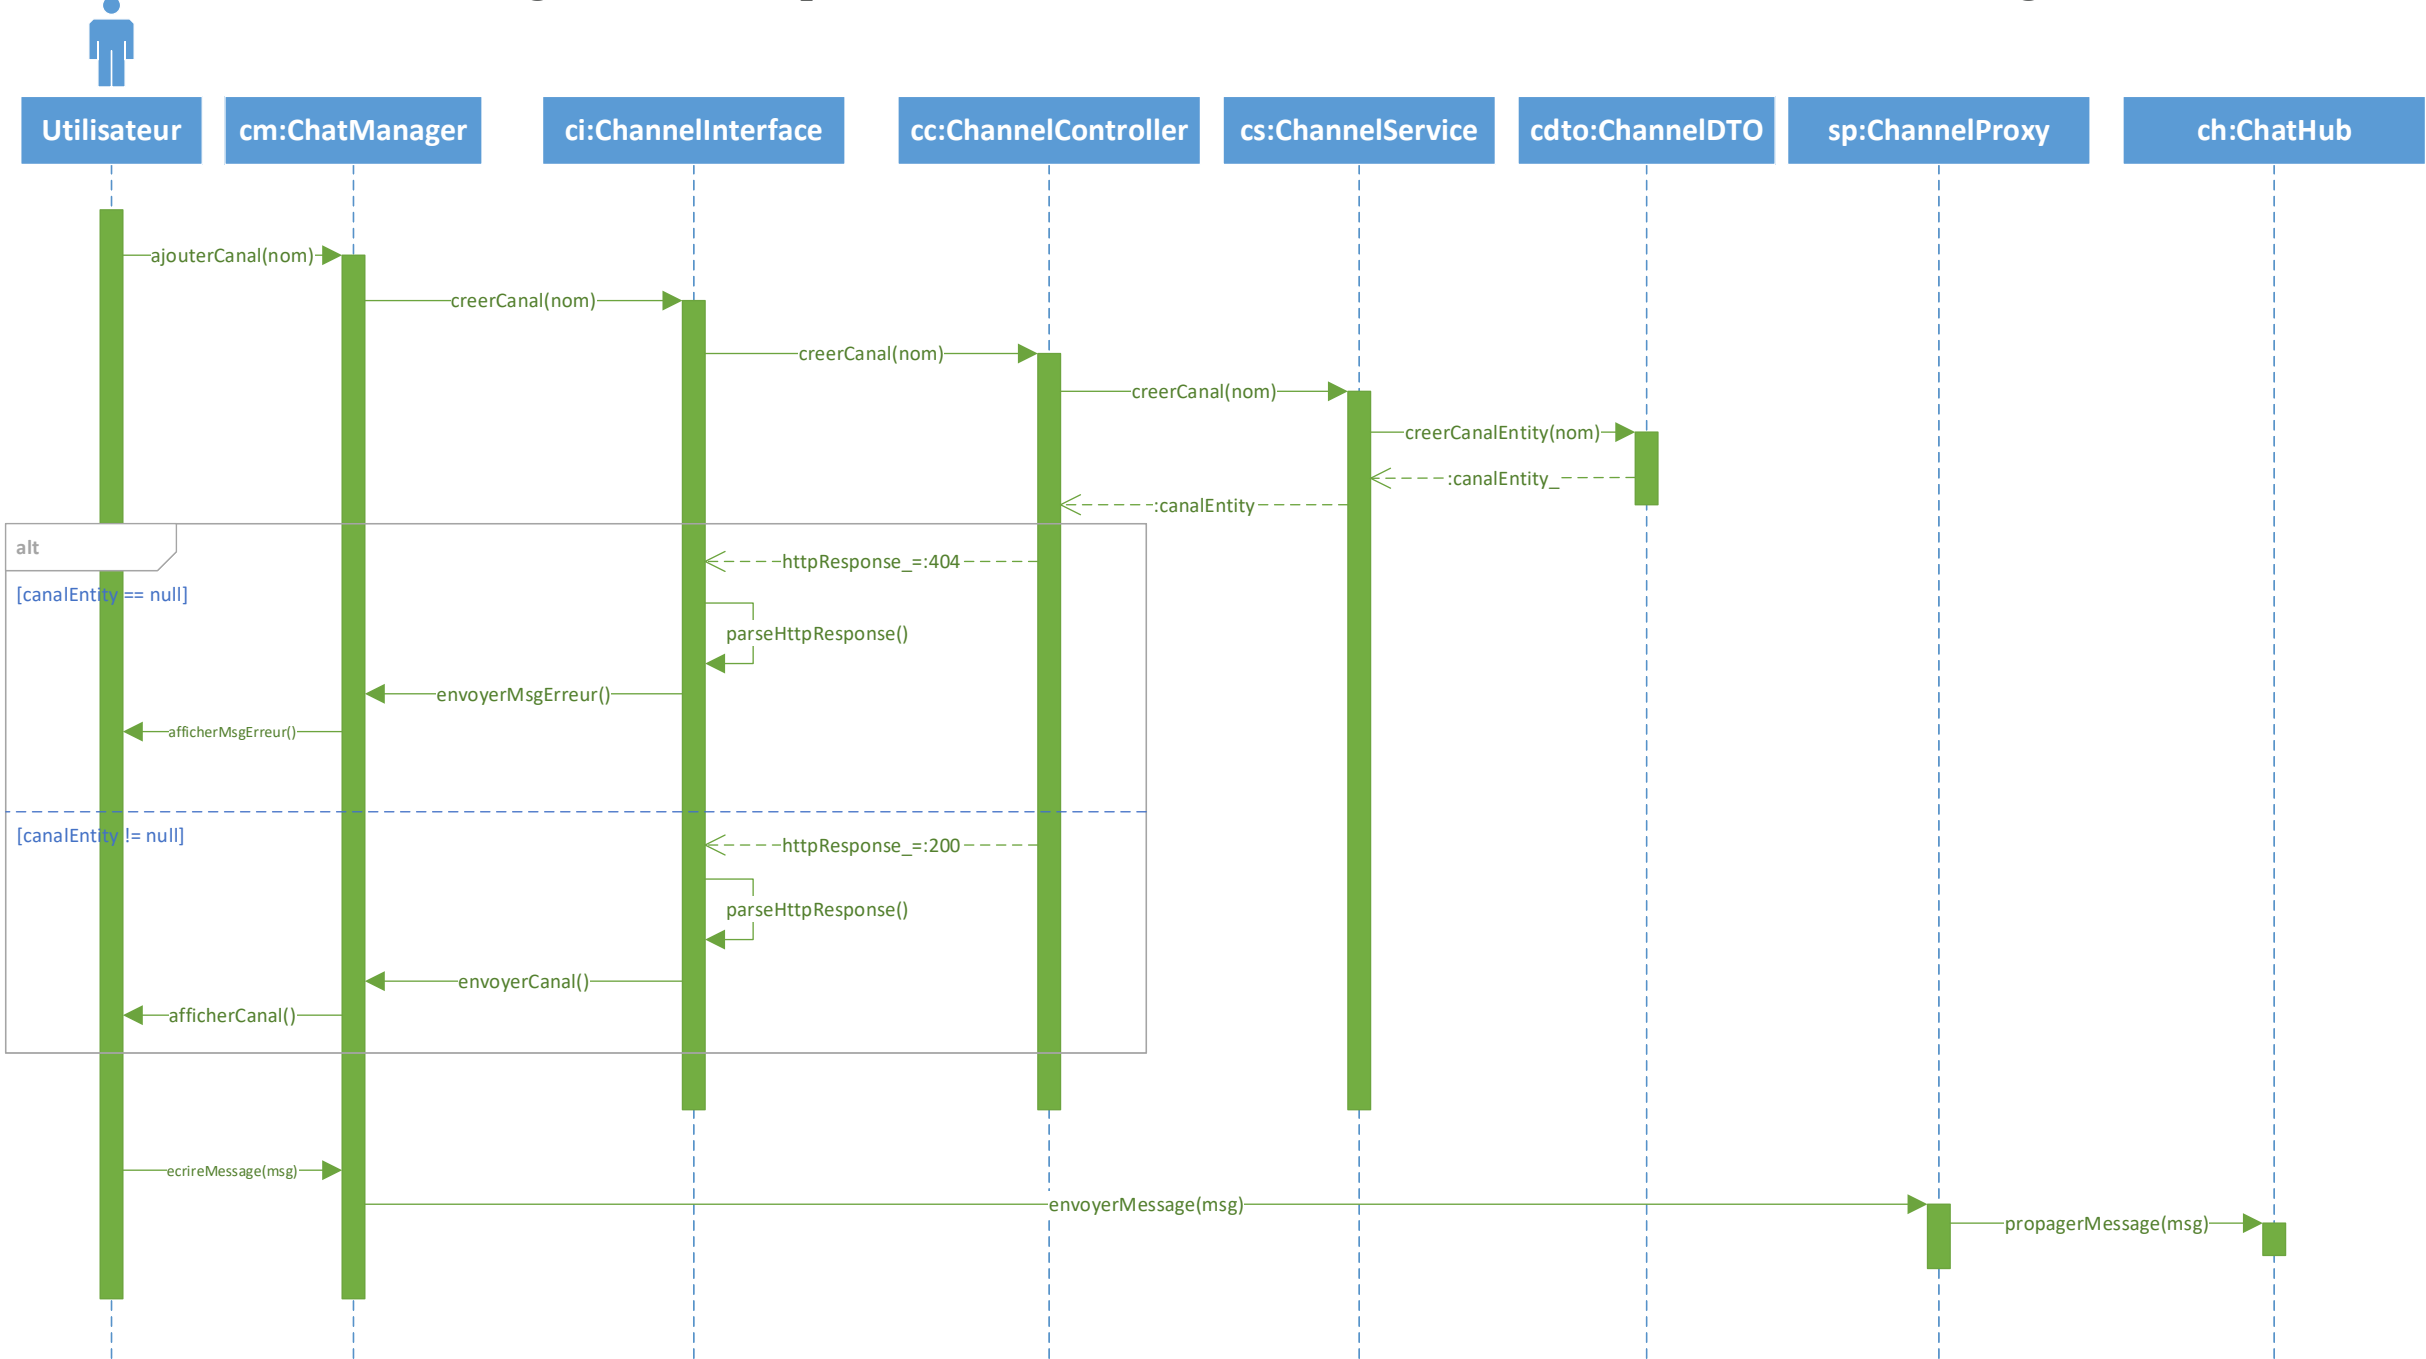 Utilisateur
cm:ChatManager
ci:ChannelInterface
cc:ChannelController
cs:ChannelService
cdto:ChannelDTO
sp:ChannelProxy
ch:ChatHub
ajouterCanal(nom)
creerCanal(nom)
creerCanal(nom)
creerCanal(nom)
creerCanalEntity(nom)
:canalEntity_
:canalEntity
alt
httpResponse_=:404
[canalEntity == null]
parseHttpResponse()
envoyerMsgErreur()
afficherMsgErreur()
[canalEntity != null]
httpResponse_=:200
parseHttpResponse()
envoyerCanal()
afficherCanal()
ecrireMessage(msg)
envoyerMessage(msg)
propagerMessage(msg)